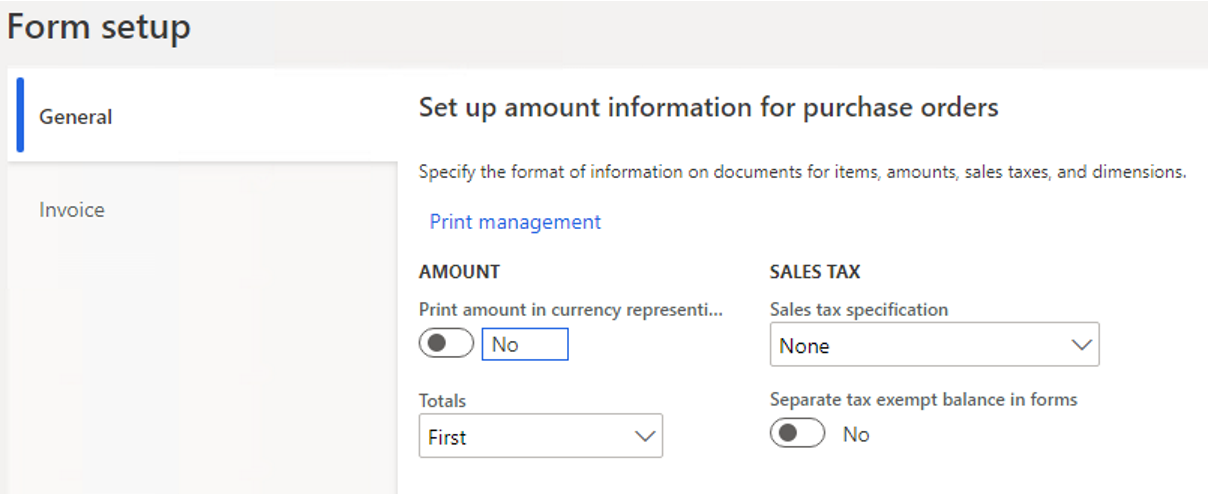 Form setup
General
Invoice
Set up amount information for purchase orders
Specify the format of information on documents for items, amounts, sales taxes, and dimensions.
Print management
AMOUNT
Print amount in currency representi...
No
Totals
First
SALES TAX
Sales tax specification
None
Separate tax exempt balance in forms
No